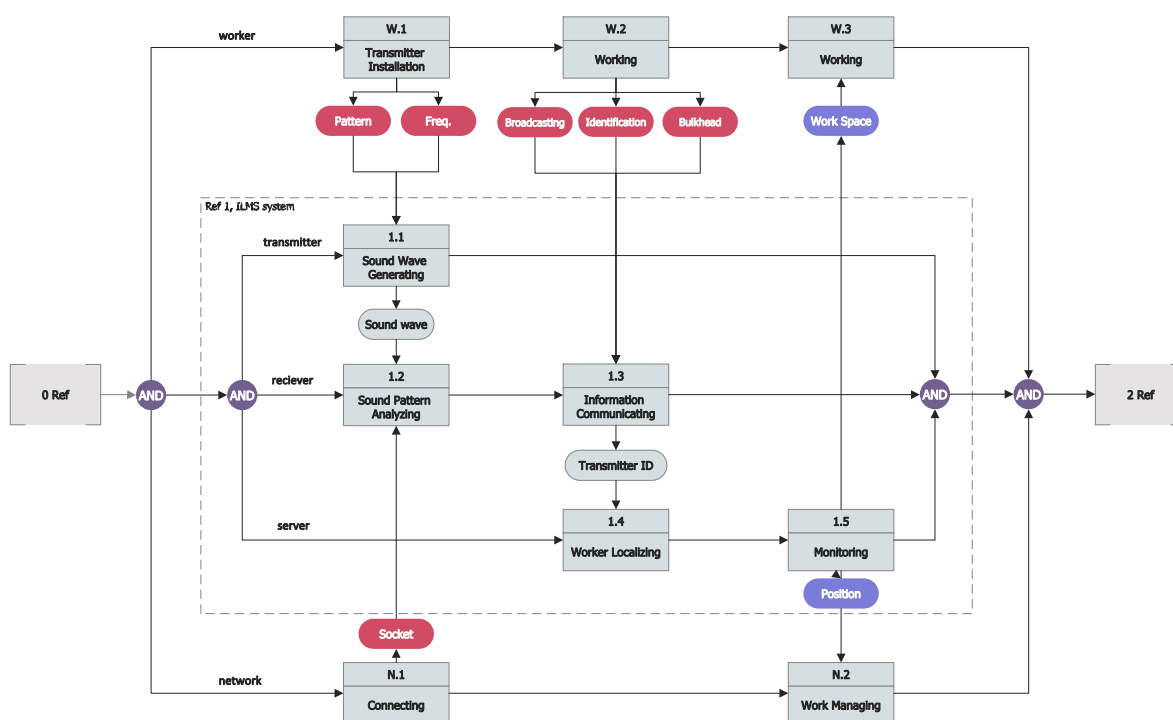 W.1
W.2
W.3
worker
Transmitter
Installation
Working
Working
Pattern
Freq.
Broadcasting
Identification
Bulkhead
Work Space
Ref 1, ILMS system
1.1
transmitter
Sound Wave
Generating
Sound wave
0 Ref
AND
AND
reciever
1.2
Sound Pattern
Analyzing
1.3
Information
Communicating
AND
AND
2 Ref
Transmitter ID
server
1.4
Worker Localizing
1.5
Monitoring
Position
Socket
network
N.1
Connecting
N.2
Work Managing